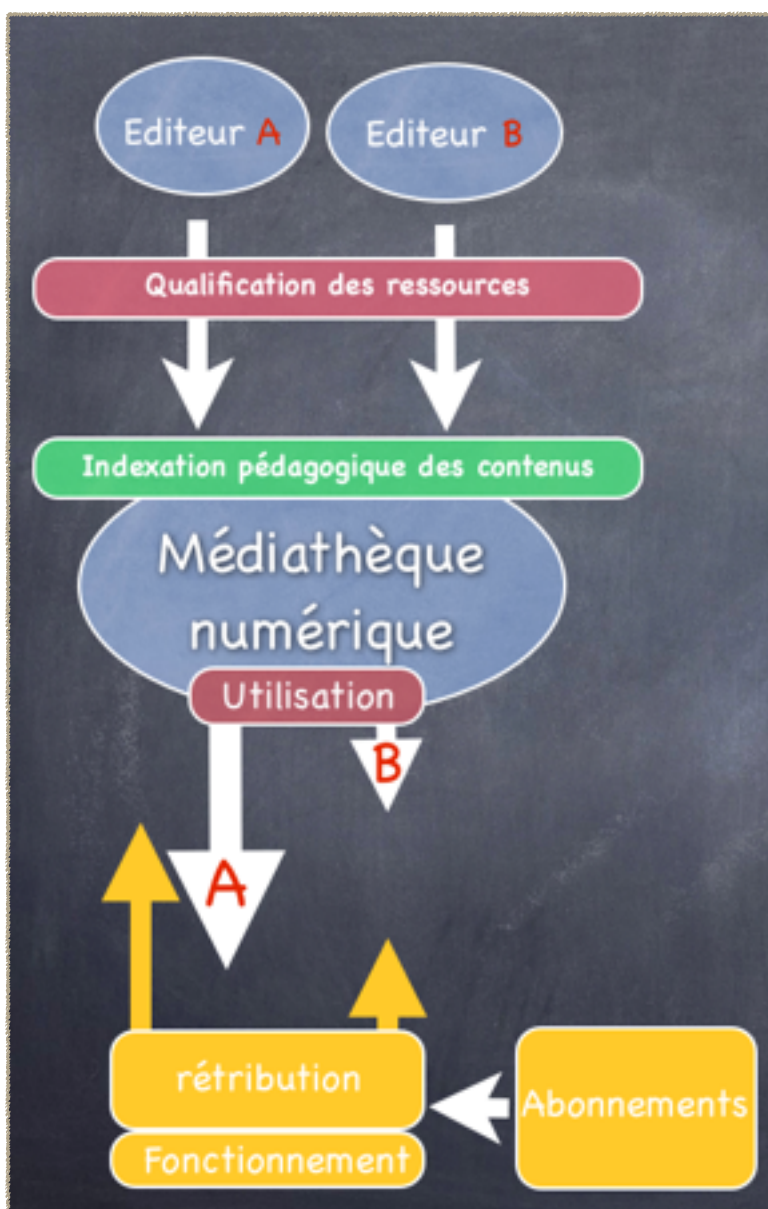 Editeur A
Editeur B
Qualification des ressources
Indexation pédagogique des contenus
Médiathèque
numérique
Utilisation
B
A
rétribution
Abonnements
Fonctionnement